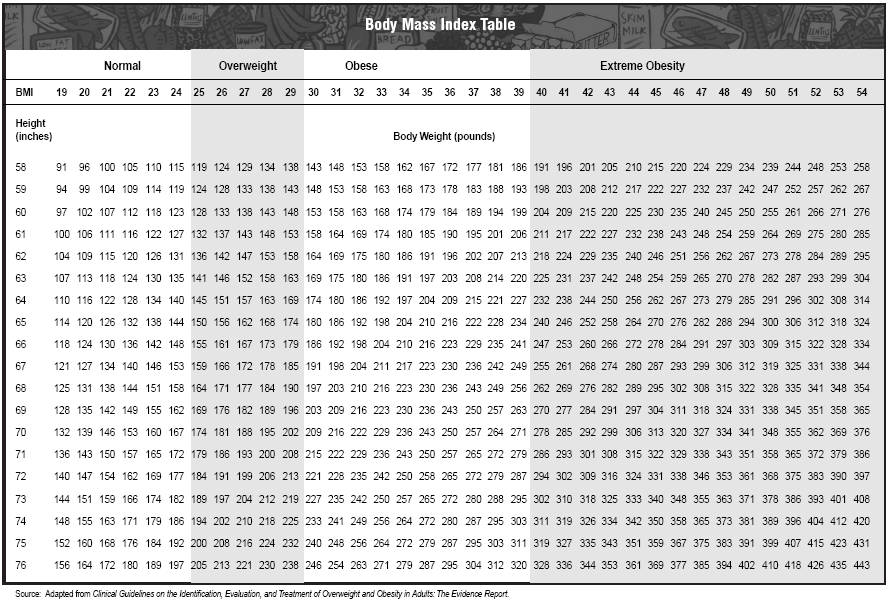 LOW FAT
LENTILS
LOWFAT
FRUIT
BREAD
BUTTER
SKIM
MILK
Body Mass Index Table
Normal Overweight Obese Extreme Obesity
BMI 19 20 21 22 23 24 25 26 27 28 29 30 31 32 33 34 35 36 37 38 39 40 41 42 43 44 45 46 47 48 49 50 51 52 53 54
Height
(inches) Body Weight (pounds)
58 91 96 100 105 110 115 119 124 129 134 138 143 148 153 158 162 167 172 177 181 186 191 196 201 205 210 215 220 224 229 234 239 244 248 253 258
59 94 99 104 109 114 119 124 128 133 138 143 148 153 158 163 168 173 178 183 188 193 198 203 208 212 217 222 227 232 237 242 247 252 257 262 267
60 97 102 107 112 118 123 128 133 138 143 148 153 158 163 168 174 179 184 189 194 199 204 209 215 220 225 230 235 240 245 250 255 261 266 271 276
61 100 106 111 116 122 127 132 137 143 148 153 158 164 169 174 180 185 190 195 201 206 211 217 222 227 232 238 243 248 254 259 264 269 275 280 285
62 104 109 115 120 126 131 136 142 147 153 158 164 169 175 180 186 191 196 202 207 213 218 224 229 235 240 246 251 256 262 267 273 278 284 289 295
63 107 113 118 124 130 135 141 146 152 158 163 169 175 180 186 191 197 203 208 214 220 225 231 237 242 248 254 259 265 270 278 282 287 293 299 304
64 110 116 122 128 134 140 145 151 157 163 169 174 180 186 192 197 204 209 215 221 227 232 238 244 250 256 262 267 273 279 285 291 296 302 308 314
65 114 120 126 132 138 144 150 156 162 168 174 180 186 192 198 204 210 216 222 228 234 240 246 252 258 264 270 276 282 288 294 300 306 312 318 324
66 118 124 130 136 142 148 155 161 167 173 179 186 192 198 204 210 216 223 229 235 241 247 253 260 266 272 278 284 291 297 303 309 315 322 328 334
67 121 127 134 140 146 153 159 166 172 178 185 191 198 204 211 217 223 230 236 242 249 255 261 268 274 280 287 293 299 306 312 319 325 331 338 344
68 125 131 138 144 151 158 164 171 177 184 190 197 203 210 216 223 230 236 243 249 256 262 269 276 282 289 295 302 308 315 322 328 335 341 348 354
69 128 135 142 149 155 162 169 176 182 189 196 203 209 216 223 230 236 243 250 257 263 270 277 284 291 297 304 311 318 324 331 338 345 351 358 365
70 132 139 146 153 160 167 174 181 188 195 202 209 216 222 229 236 243 250 257 264 271 278 285 292 299 306 313 320 327 334 341 348 355 362 369 376
71 136 143 150 157 165 172 179 186 193 200 208 215 222 229 236 243 250 257 265 272 279 286 293 301 308 315 322 329 338 343 351 358 365 372 379 386
72 140 147 154 162 169 177 184 191 199 206 213 221 228 235 242 250 258 265 272 279 287 294 302 309 316 324 331 338 346 353 361 368 375 383 390 397
73 144 151 159 166 174 182 189 197 204 212 219 227 235 242 250 257 265 272 280 288 295 302 310 318 325 333 340 348 355 363 371 378 386 393 401 408
74 148 155 163 171 179 186 194 202 210 218 225 233 241 249 256 264 272 280 287 295 303 311 319 326 334 342 350 358 365 373 381 389 396 404 412 420
75 152 160 168 176 184 192 200 208 216 224 232 240 248 256 264 272 279 287 295 303 311 319 327 335 343 351 359 367 375 383 391 399 407 415 423 431
76 156 164 172 180 189 197 205 213 221 230 238 246 254 263 271 279 287 295 304 312 320 328 336 344 353 361 369 377 385 394 402 410 418 426 435 443
Source: Adapted from Clinical Guidelines on the Identification, Evaluation, and Treatment of Overweight and Obesity in Adults: The Evidence Report.